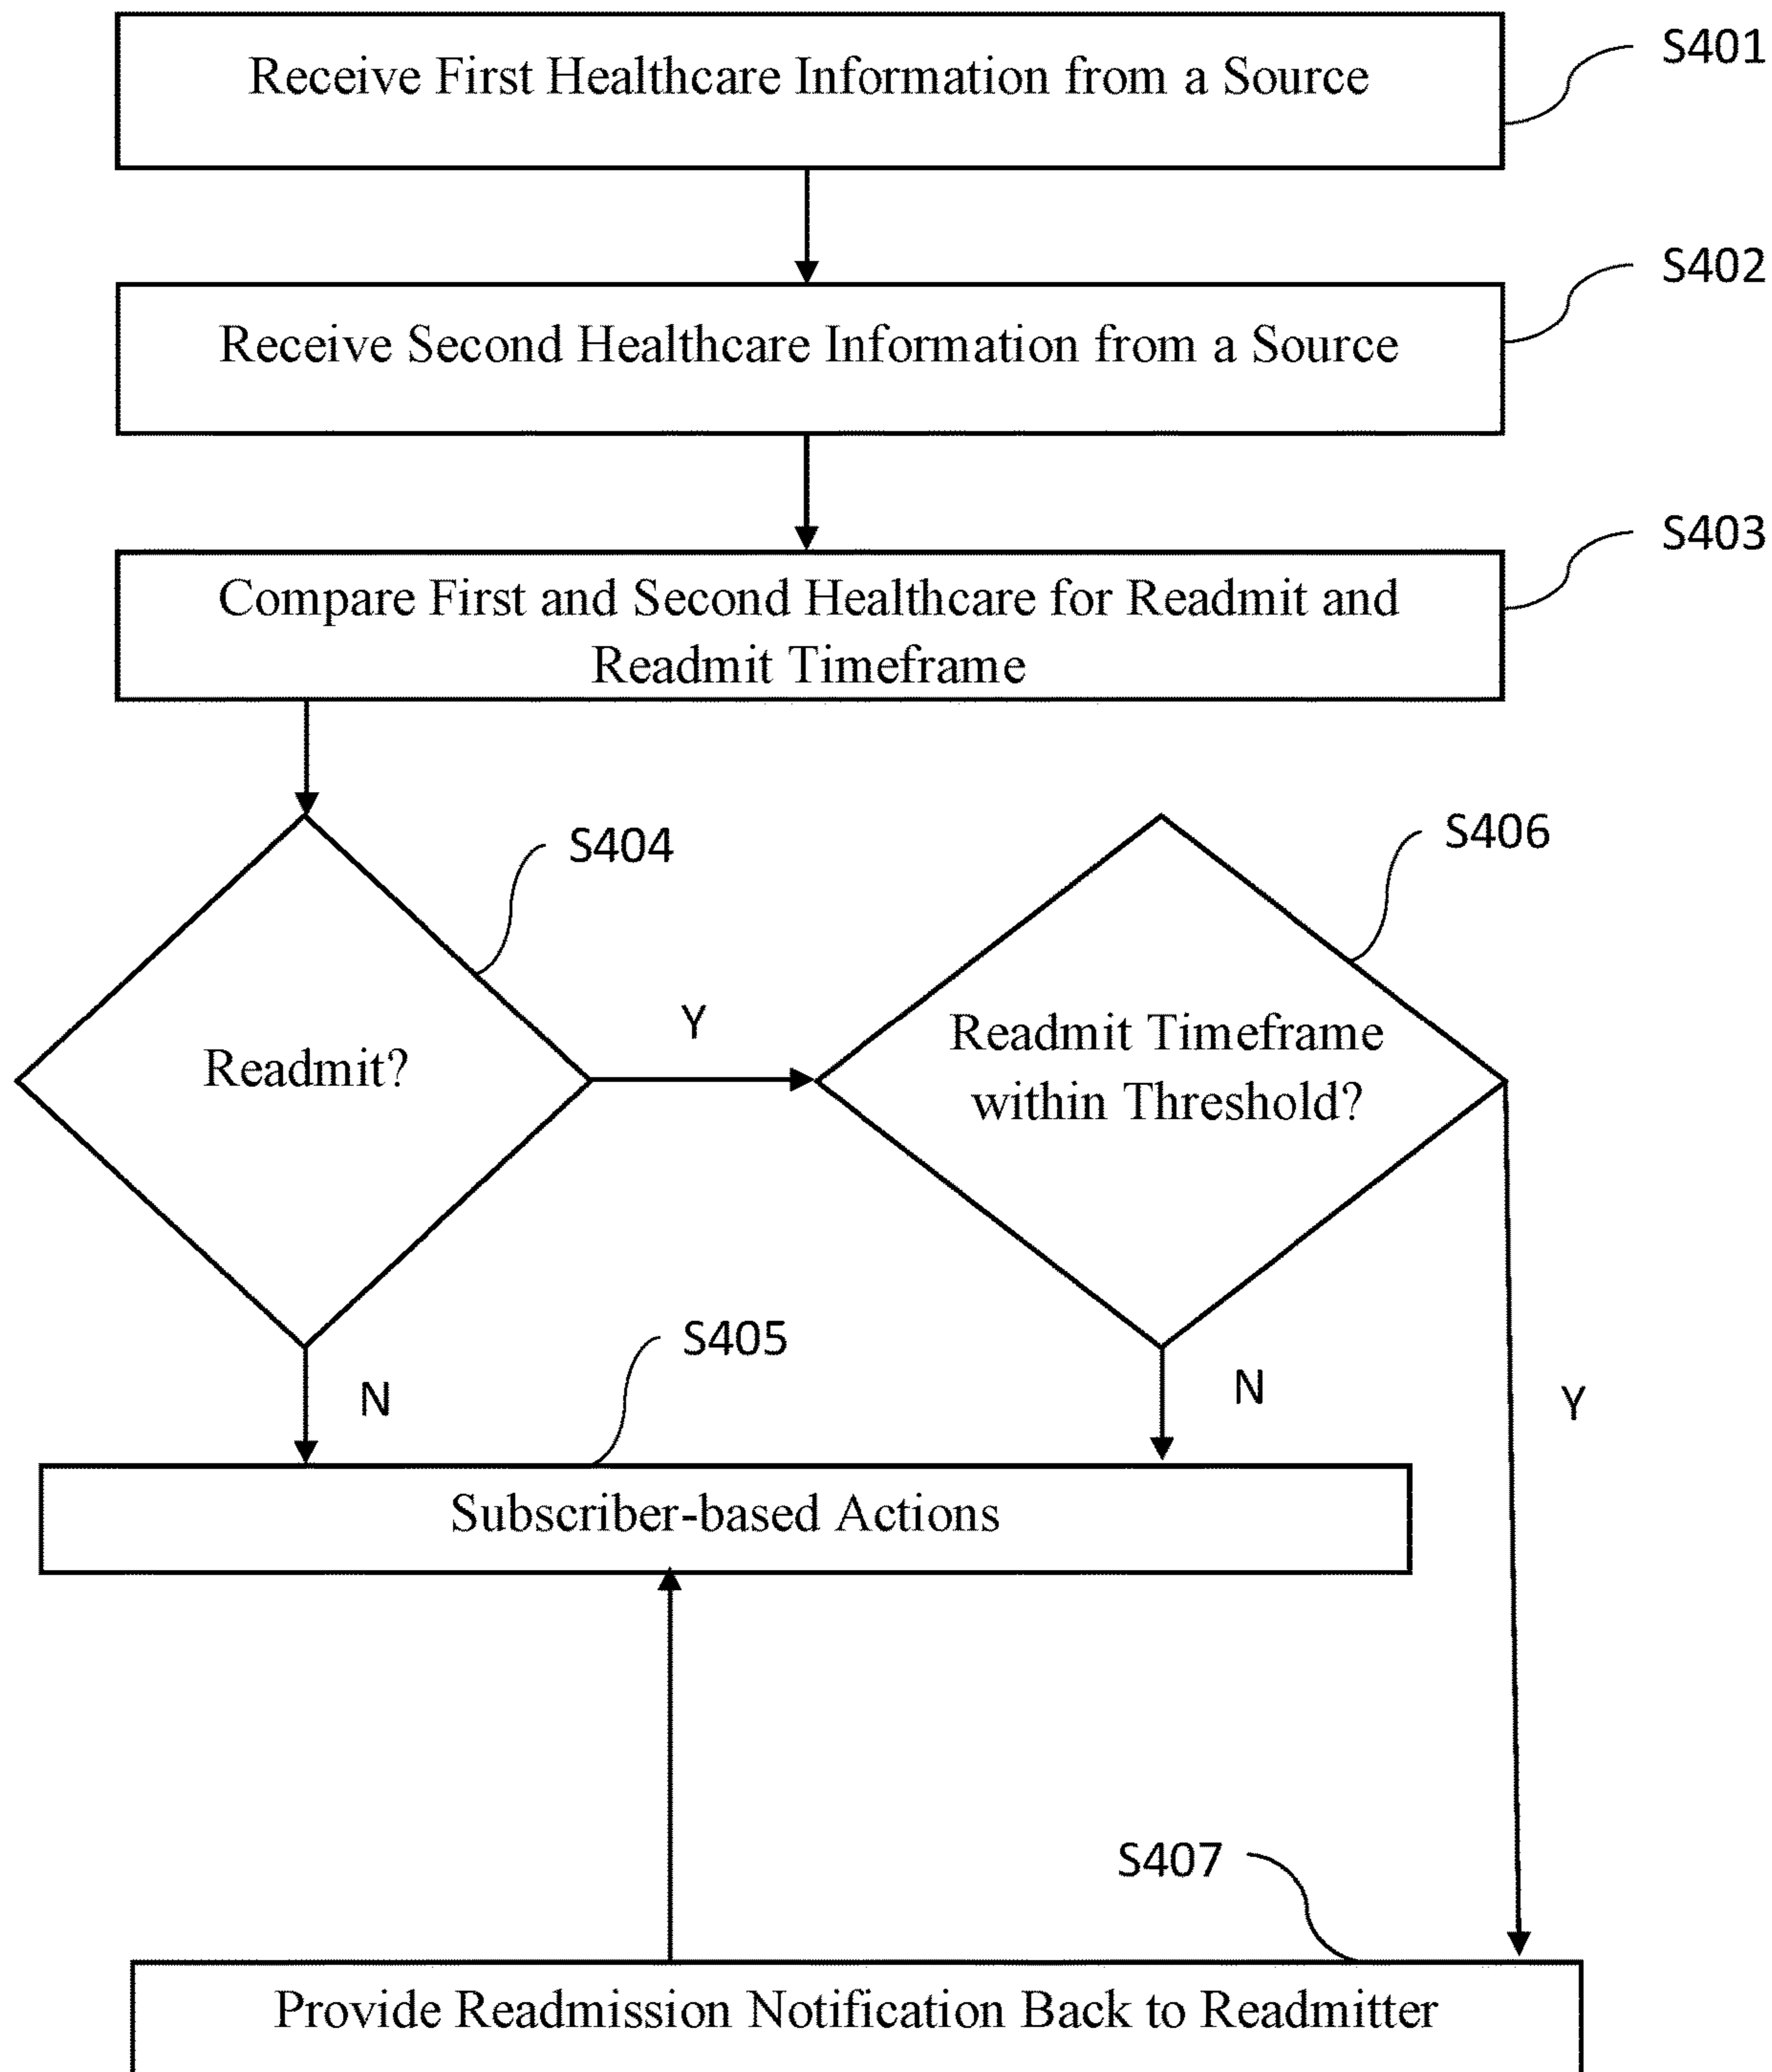 Receive First Healthcare Information from a Source
S401
Receive Second Healthcare Information from a Source
S402
Compare First and Second Healthcare for Readmit and
Readmit Timeframe
S403
S404
S406
Readmit?
Y
Readmit Timeframe
within Threshold?
S405
N
N
Y
Subscriber-based Actions
S407
Provide Readmission Notification Back to Readmitter